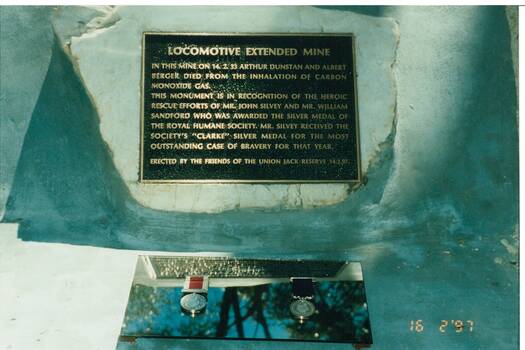 LOCOMOTIVE EXTENDED MINE
IN THIS MINE ON 14. 2. 33 ARTHUR DUNSTAN AND ALBERT
BERGER DIED FROM THE INHALATION OF CARBON
MONOXIDE GAS.
THIS MONUMENT IS IN RECOGNITION OF THE HEROIC
RESCUE EFFORTS OF MR. JOHN SILVEY AND MR. WILLIAM
SANDFORD WHO WAS AWARDED THE SILVER MEDAL OF
THE ROYAL HUMANE SOCIETY. MR. SILVEY RECEIVED THE
SOCIETY'S "CLARKE" SILVER MEDAL FOR THE MOST
OUTSTANDING CASE OF BRAVERY FOR THAT YEAR.
ERECTED BY THE FRIENDS OF THE UNION JACK RESERVE 14.2.97.
16 2 '97